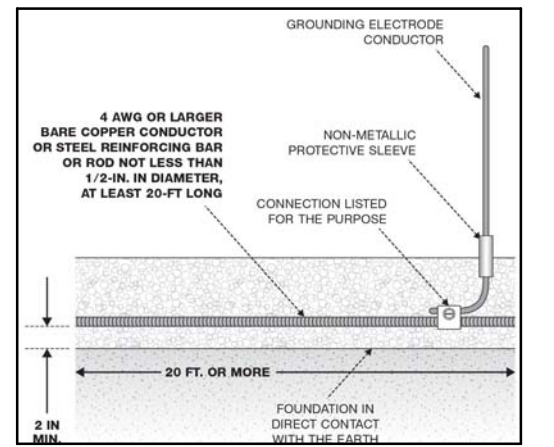 GROUNDING ELECTRODE
CONDUCTOR
4 AWG OR LARGER
BARE COPPER CONDUCTOR
OR STEEL REINFORCING BAR
OR ROD NOT LESS THAN
1/2-IN. IN DIAMETER,
AT LEAST 20-FT LONG
NON-METALLIC
PROTECTIVE SLEEVE
CONNECTION LISTED
FOR THE PURPOSE
20 FT. OR MORE
2 IN
MIN.
FOUNDATION IN
DIRECT CONTACT
WITH THE EARTH